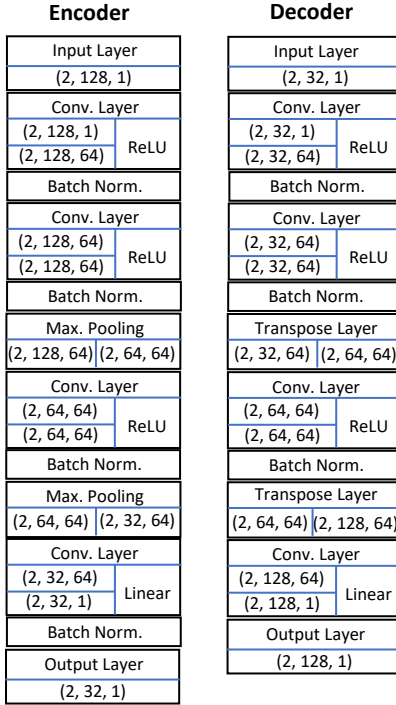 Encoder
Input Layer
(2, 128, 1)
Conv. Layer
(2, 128, 1)
ReLU
(2, 128, 64)
Batch Norm.
Conv. Layer
(2, 128, 64)
ReLU
(2, 128, 64)
Batch Norm.
Max. Pooling
(2, 128, 64) (2, 64, 64)
Conv. Layer
(2, 64, 64)
ReLU
(2, 64, 64)
Batch Norm.
Max. Pooling
(2, 64, 64) (2, 32, 64)
Conv. Layer
(2, 32, 64)
Linear
(2, 32, 1)
Batch Norm.
Output Layer
(2, 32, 1)
Decoder
Input Layer
(2, 32, 1)
Conv. Layer
(2, 32, 1)
ReLU
(2, 32, 64)
Batch Norm.
Conv. Layer
(2, 32, 64)
ReLU
(2, 32, 64)
Batch Norm.
Transpose Layer
(2, 32, 64) (2, 64, 64)
Conv. Layer
(2, 64, 64)
ReLU
(2, 64, 64)
Batch Norm.
Transpose Layer
(2, 64, 64) (2, 128, 64)
Conv. Layer
(2, 128, 64)
Linear
(2, 128, 1)
Output Layer
(2, 128, 1)